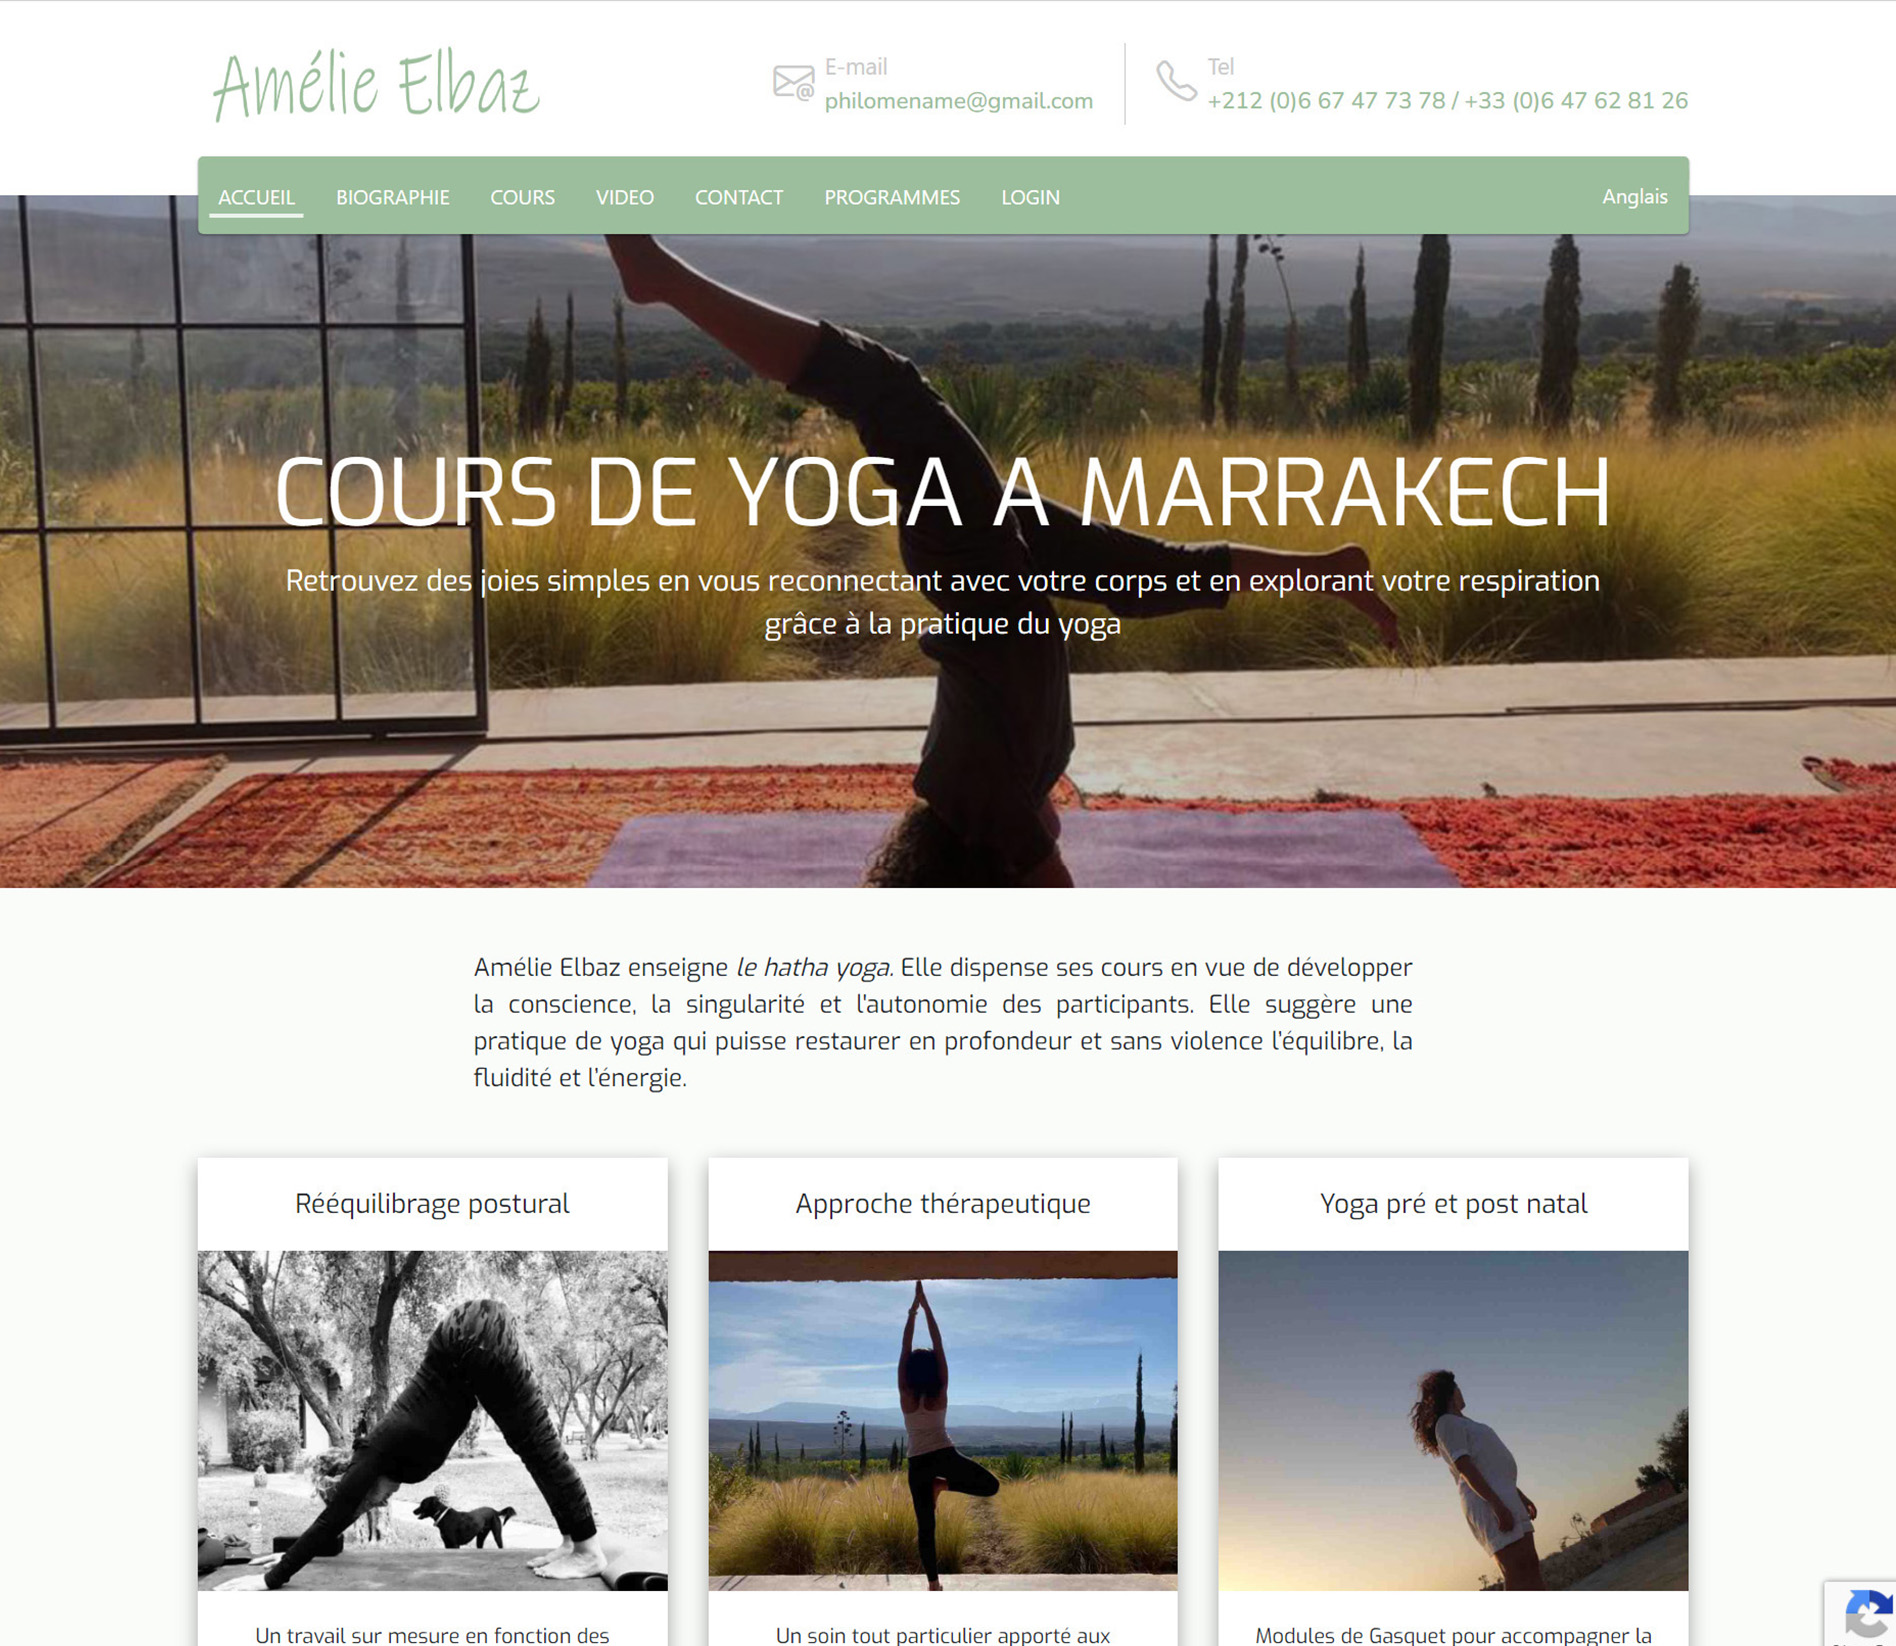 Amélie Elbaz
E-mail
philomename@gmail.com
Tel
+212 (0)6 67 47 73 78 / +33 (0)6 47 62 81 26
ACCUEIL
BIOGRAPHIE
COURS
VIDEO
CONTACT
PROGRAMMES
LOGIN
Anglais
COURS DE YOGA A MARRAKECH
Retrouvez des joies simples en vous reconnectant avec votre corps et en explorant votre respiration
grâce à la pratique du yoga
Amélie Elbaz enseigne le hatha yoga. Elle dispense ses cours en vue de développer
la conscience, la singularité et l'autonomie des participants. Elle suggère une
pratique de yoga qui puisse restaurer en profondeur et sans violence l'équilibre, la
fluidité et l'énergie.
Rééquilibrage postural
Approche thérapeutique
Yoga pré et post natal
Un travail sur mesure en fonction des
Un soin tout particulier apporté aux
Modules de Gasquet pour accompagner la